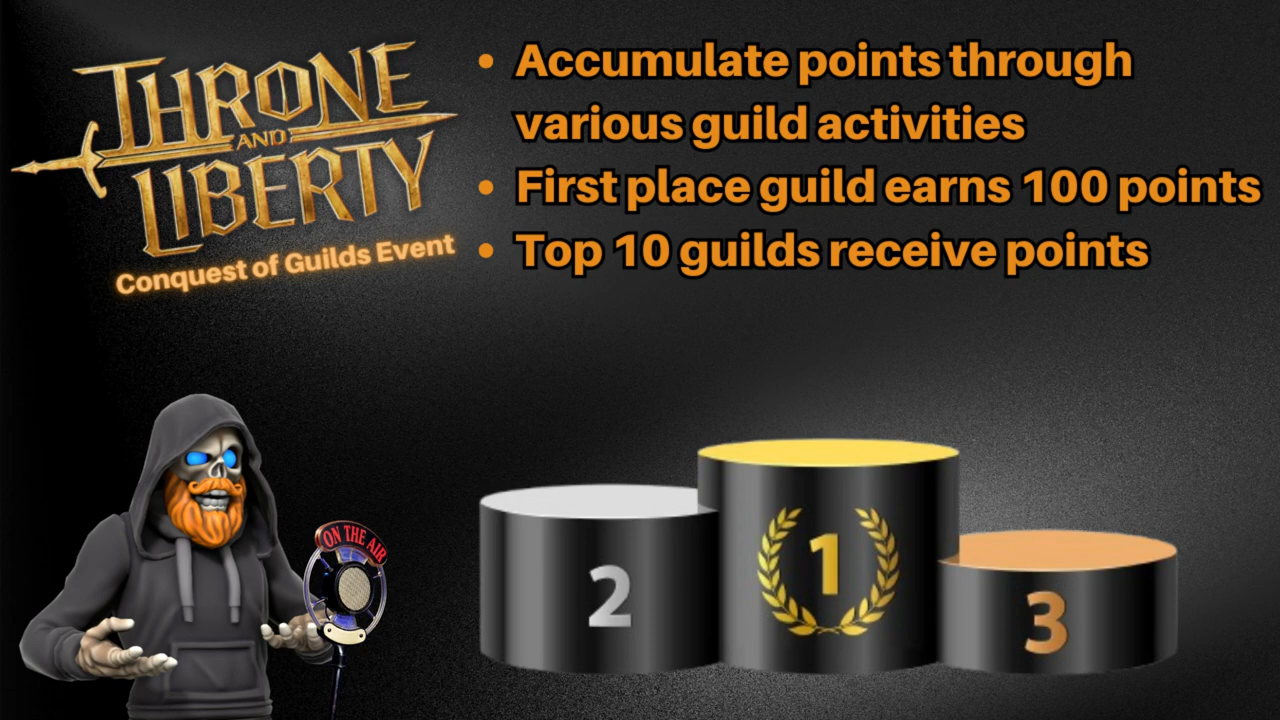 THRONE
AND
LIBERTY
Conquest of Guilds Event
• Accumulate points through
various guild activities
• First place guild earns 100 points
• Top 10 guilds receive points
ON THE AIR
2
1
3